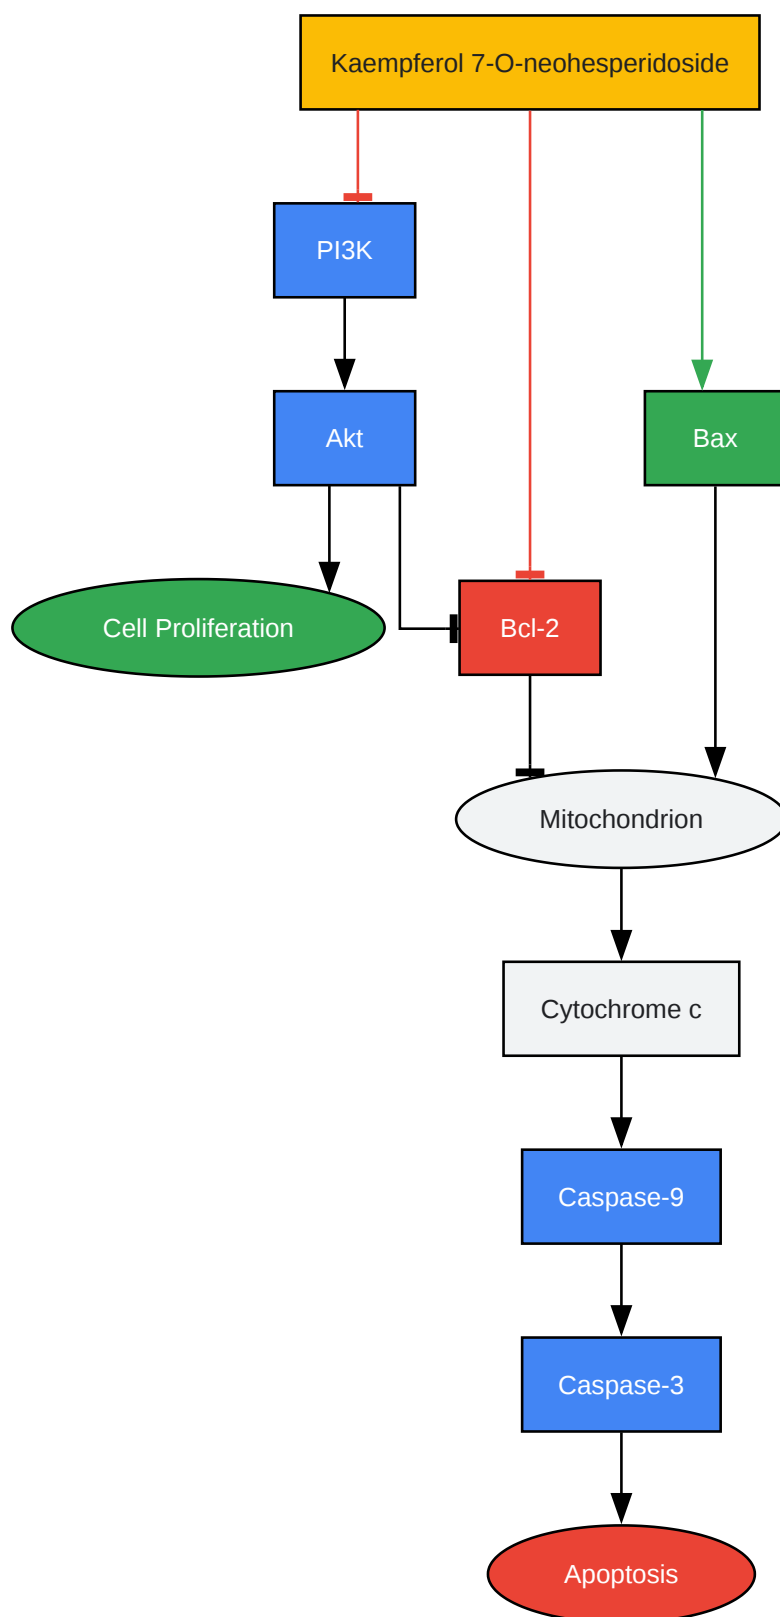 Kaempferol 7-O-neohesperidoside
PI3K
Akt
Bax
Cell Proliferation
Bcl-2
Mitochondrion
Cytochrome c
Caspase-9
Caspase-3
Apoptosis